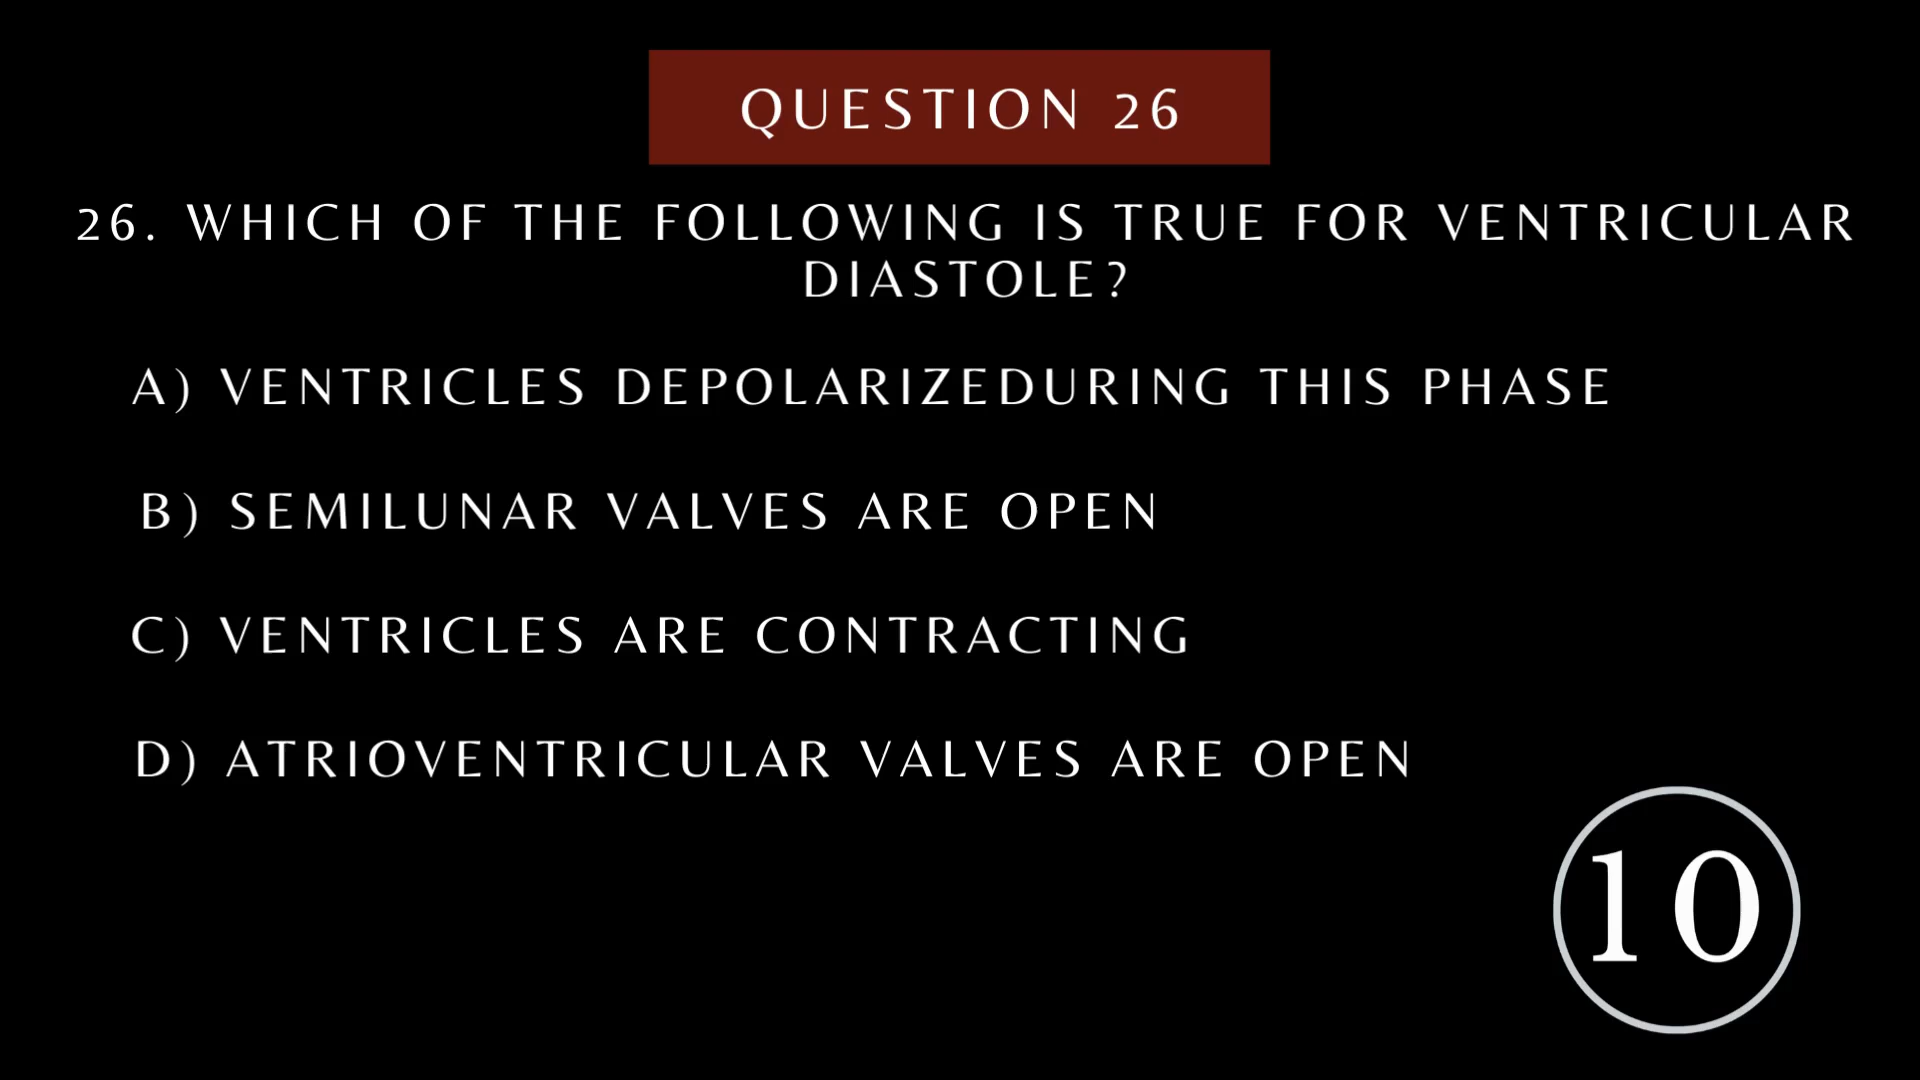 QUESTION 26
26. WHICH OF THE FOLLOWING IS TRUE FOR VENTRICULAR
DIASTOLE?
A) VENTRICLES DEPOLARIZEDURING THIS PHASE
B) SEMILUNAR VALVES ARE OPEN
C) VENTRICLES ARE CONTRACTING
D) ATRIOVENTRICULAR VALVES ARE OPEN
10